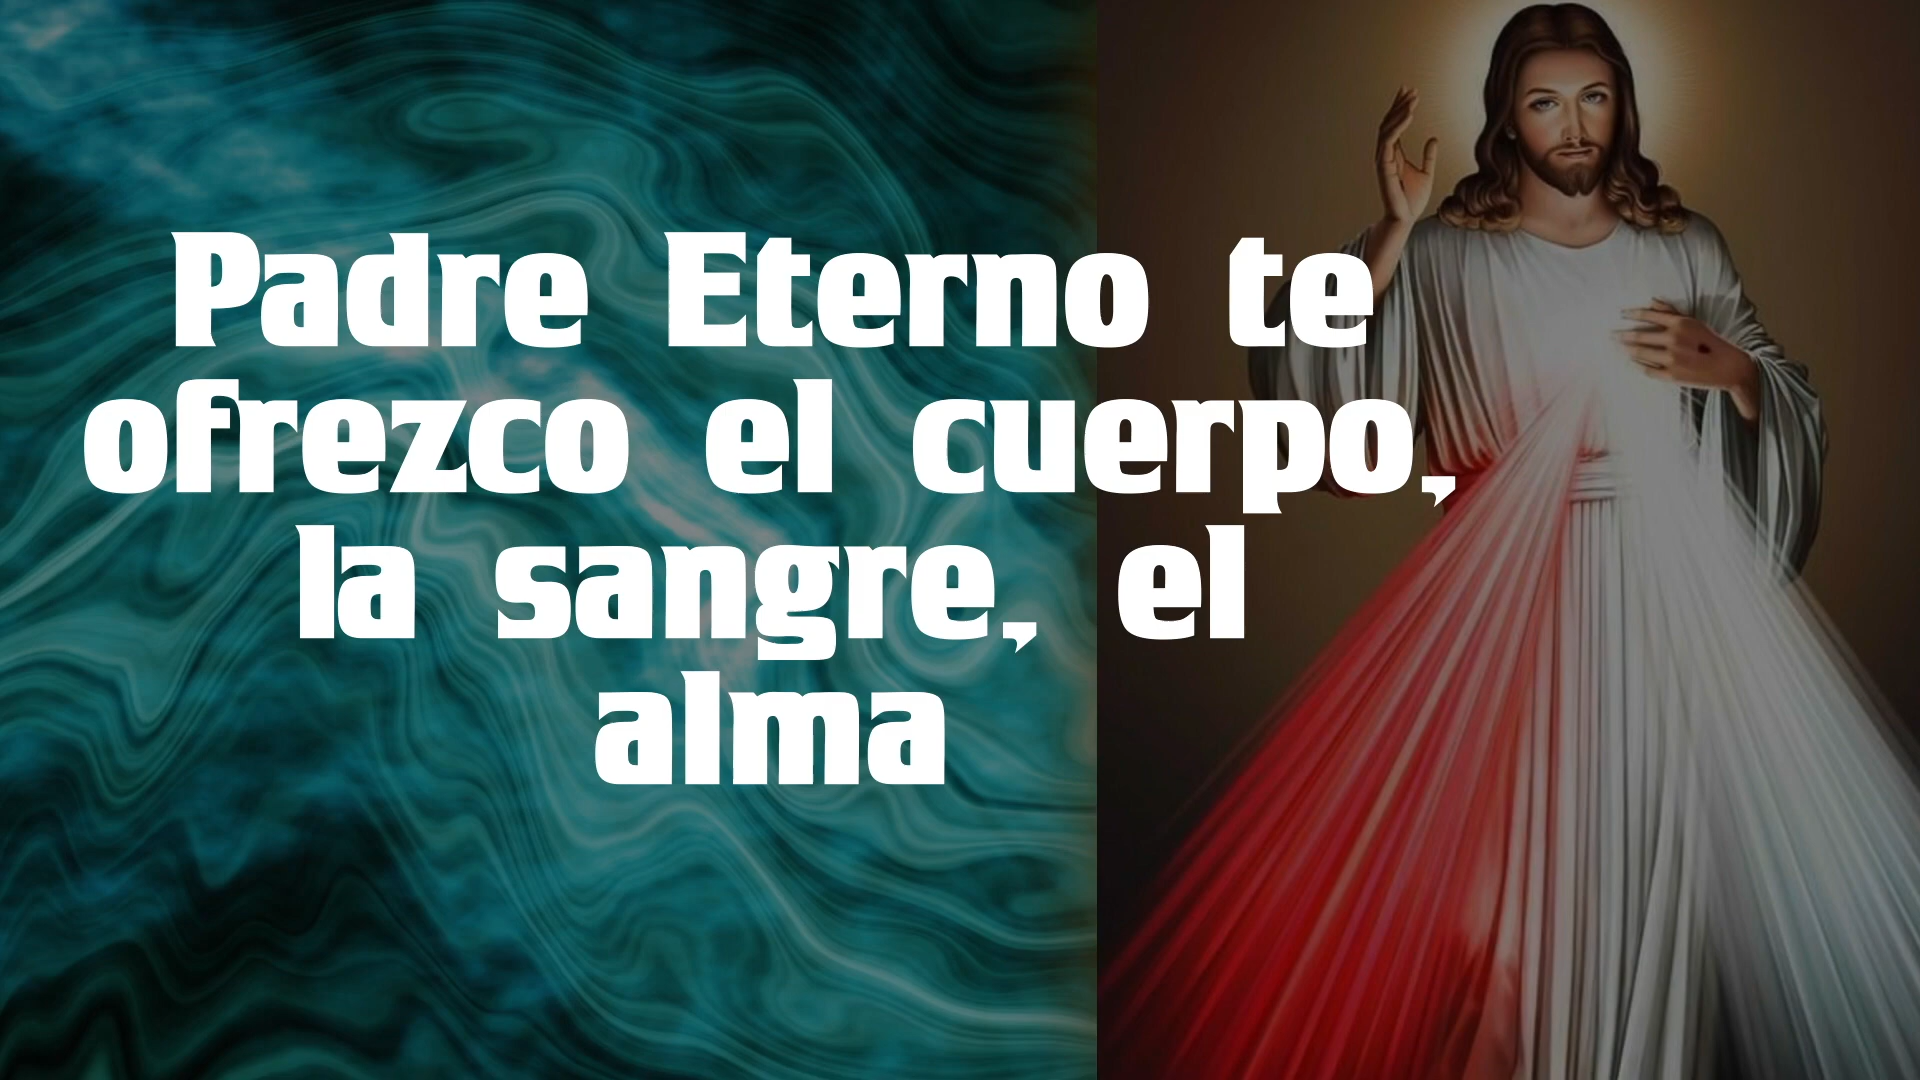 Padre Eterno te
ofrezco el cuerpo,
la sangre, el
alma